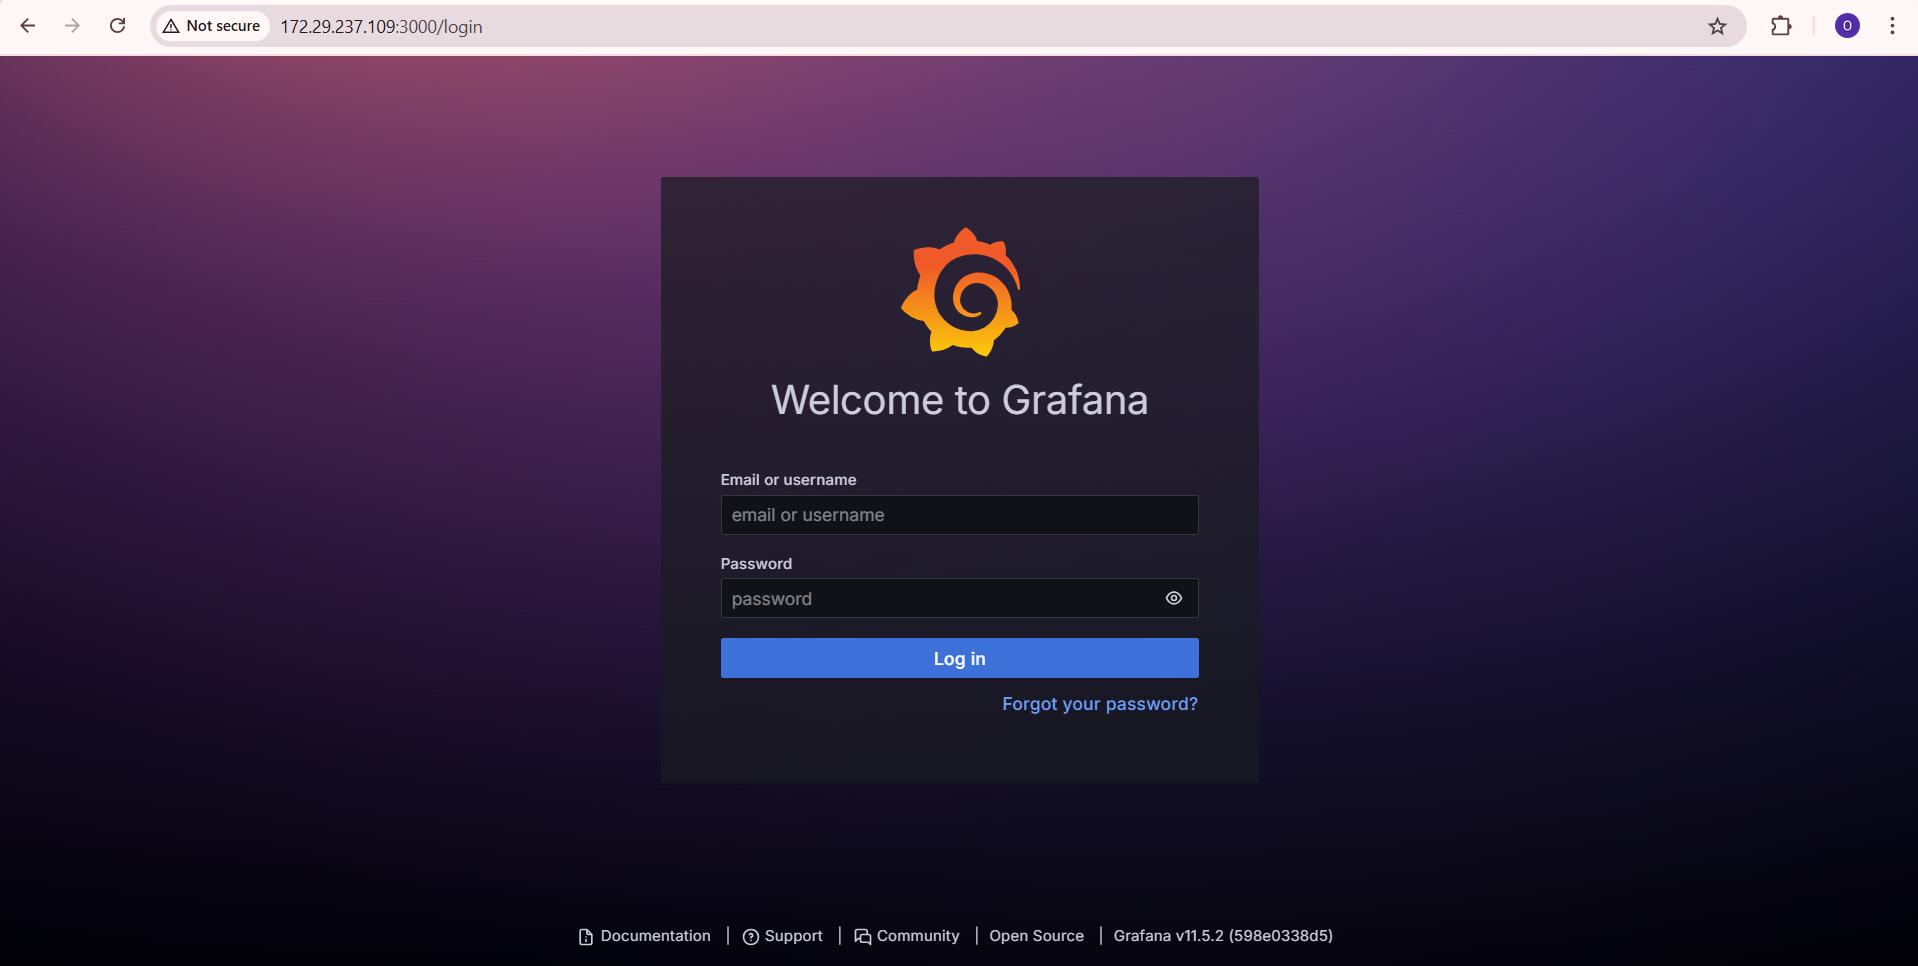 Not secure 172.29.237.109:3000/login O
Welcome to Grafana
Email or username
email or username
Password
password
Log in
Forgot your password?
Documentation | Support | Community | Open Source | Grafana v11.5.2 (598e0338d5)